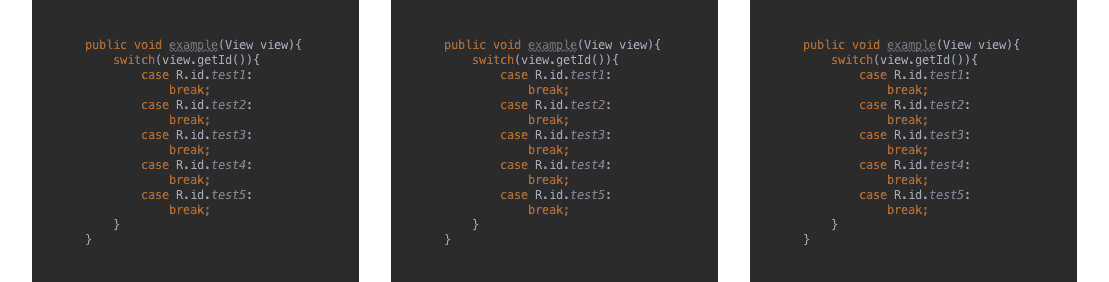 public void example(View view){
switch(view.getId()){
case R.id.test1:
break;
case R.id.test2:
break;
case R.id.test3:
break;
case R.id.test4:
break;
case R.id.test5:
break;
}
}
public void example(View view){
switch(view.getId()){
case R.id.test1:
break;
case R.id.test2:
break;
case R.id.test3:
break;
case R.id.test4:
break;
case R.id.test5:
break;
}
}
public void example(View view){
switch(view.getId()){
case R.id.test1:
break;
case R.id.test2:
break;
case R.id.test3:
break;
case R.id.test4:
break;
case R.id.test5:
break;
}
}